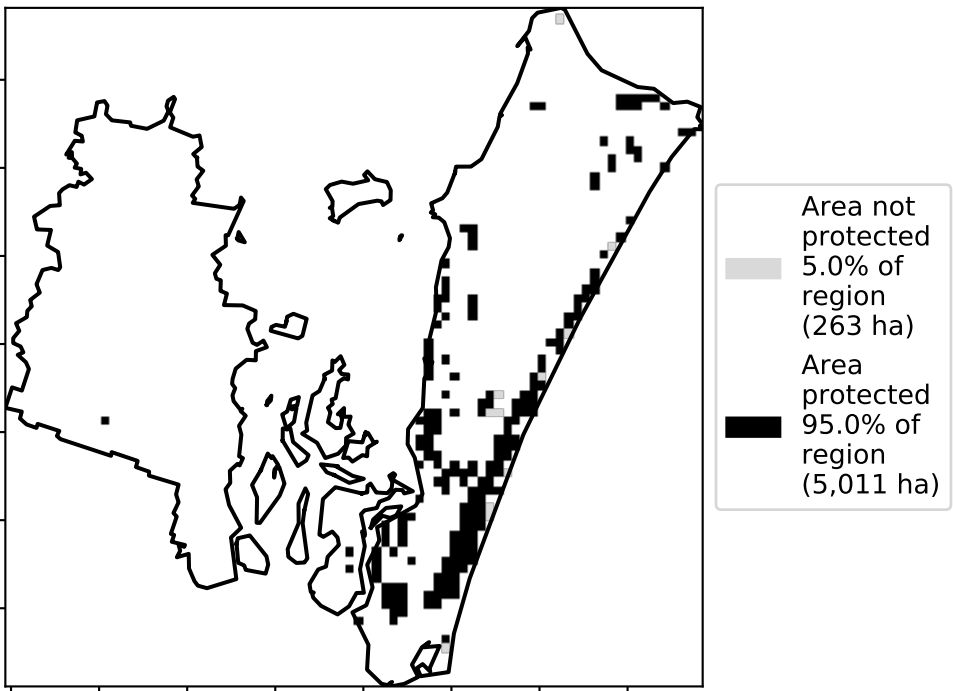 Area not
protected
5.0% of
region
(263 ha)
Area
protected
95.0% of
region
(5,011 ha)